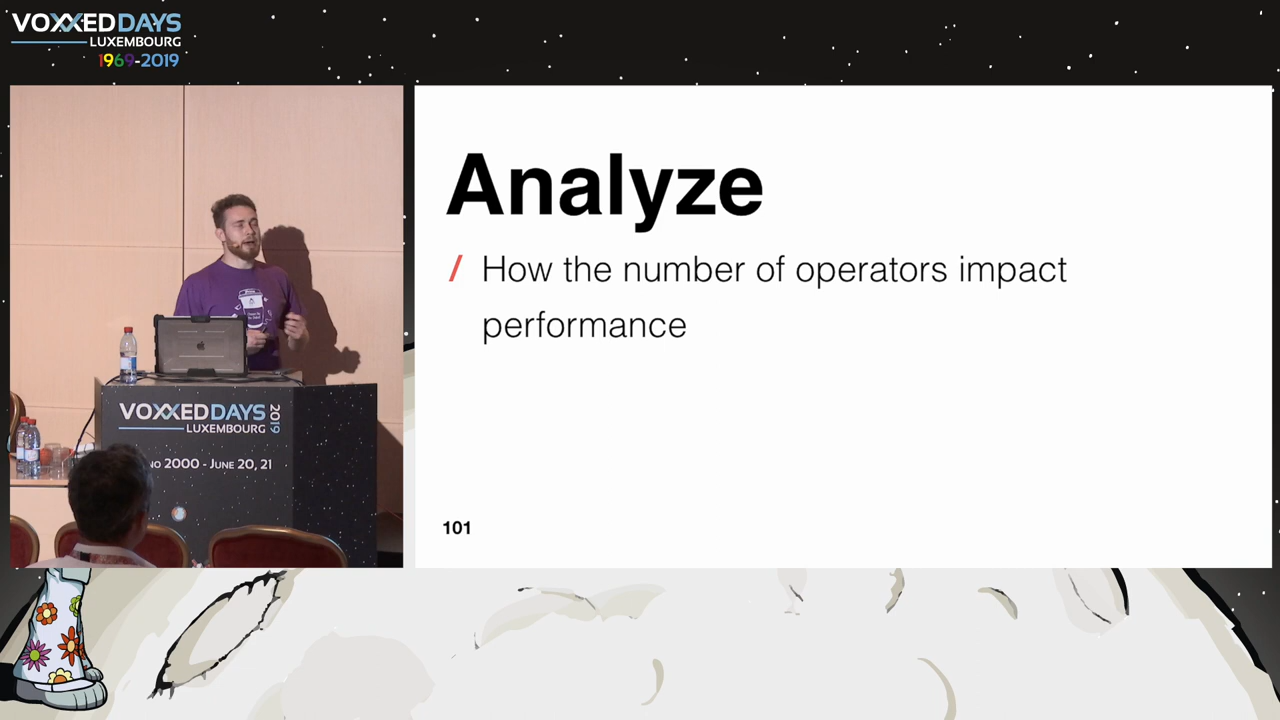 VOXXED DAYS
LUXEMBOURG
1969-2019
Analyze
/ How the number of operators impact
performance
101
VOXXED DAYS 2019
LUXEMBOURG
NO 2000 - JUNE 20, 21